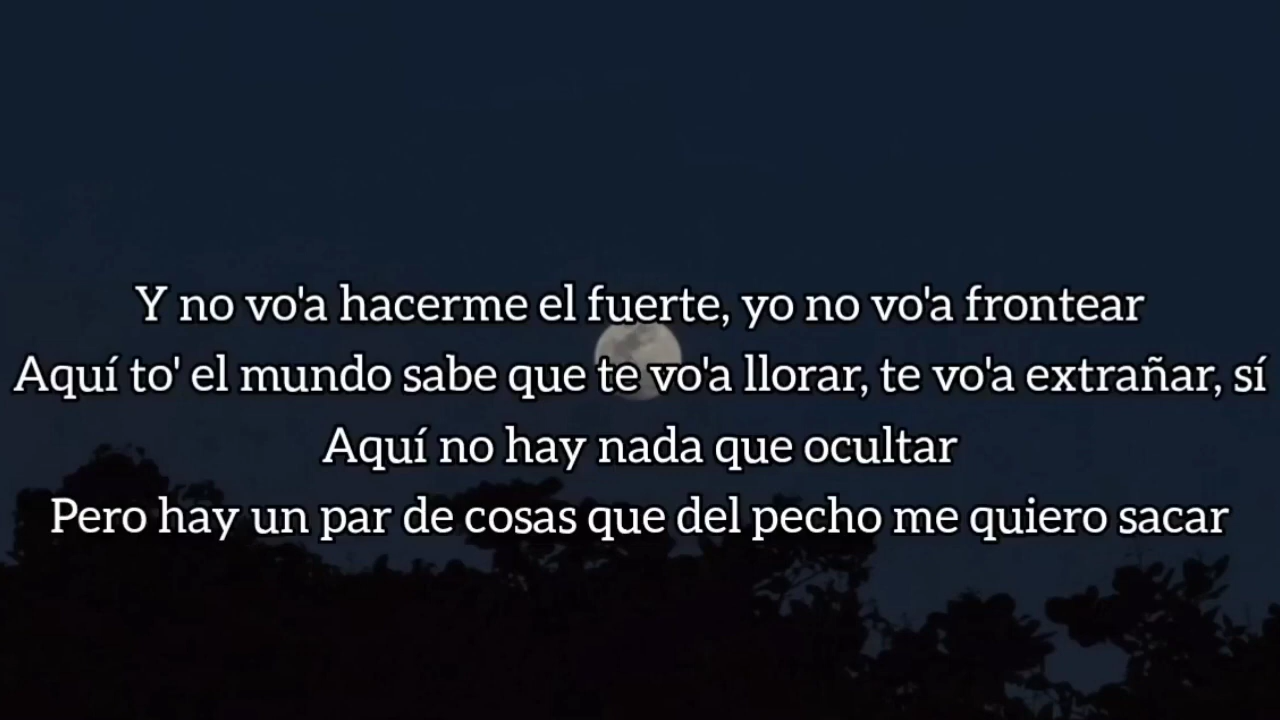 Y no vo'a hacerme el fuerte, yo no vo'a frontear
Aquí to' el mundo sabe que te vo'a llorar, te vo'a extrañar, sí
Aquí no hay nada que ocultar
Pero hay un par de cosas que del pecho me quiero sacar